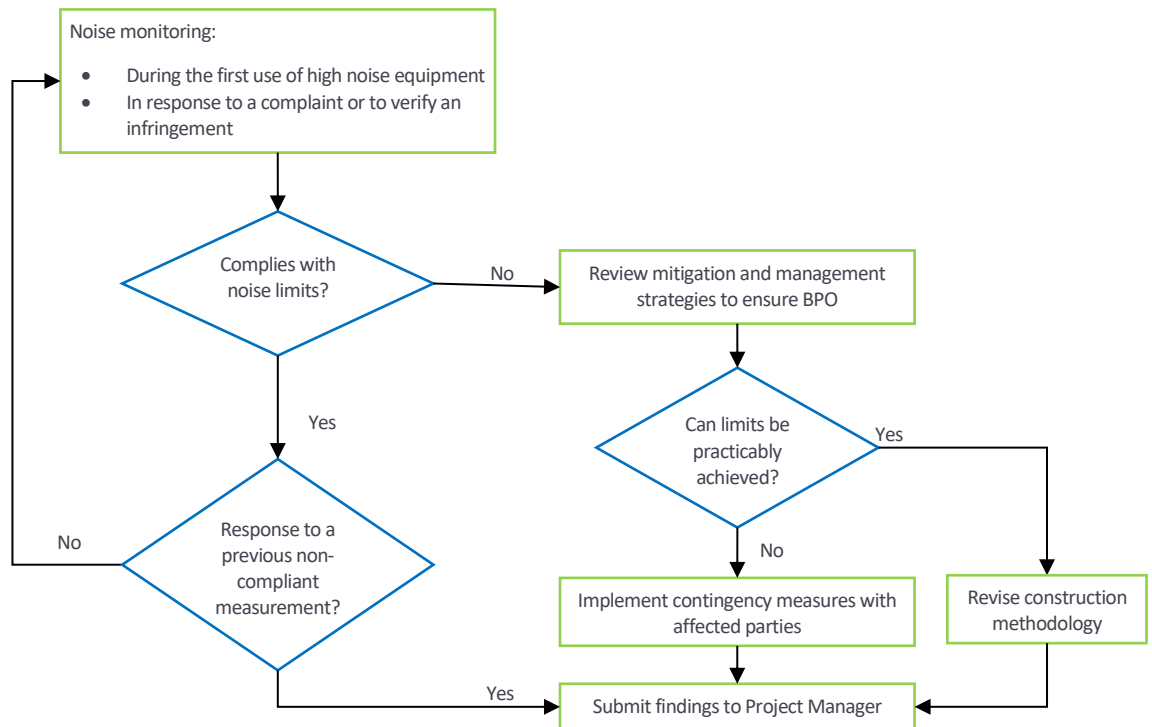 Noise monitoring:
• During the first use of high noise equipment
• In response to a complaint or to verify an
infringement
Complies with
noise limits?
No
Review mitigation and management
strategies to ensure BPO
Yes
Can limits be
practicably
achieved?
Yes
No
Response to a
previous non-
compliant
measurement?
No
Implement contingency measures with
affected parties
Revise construction
methodology
Yes
Submit findings to Project Manager